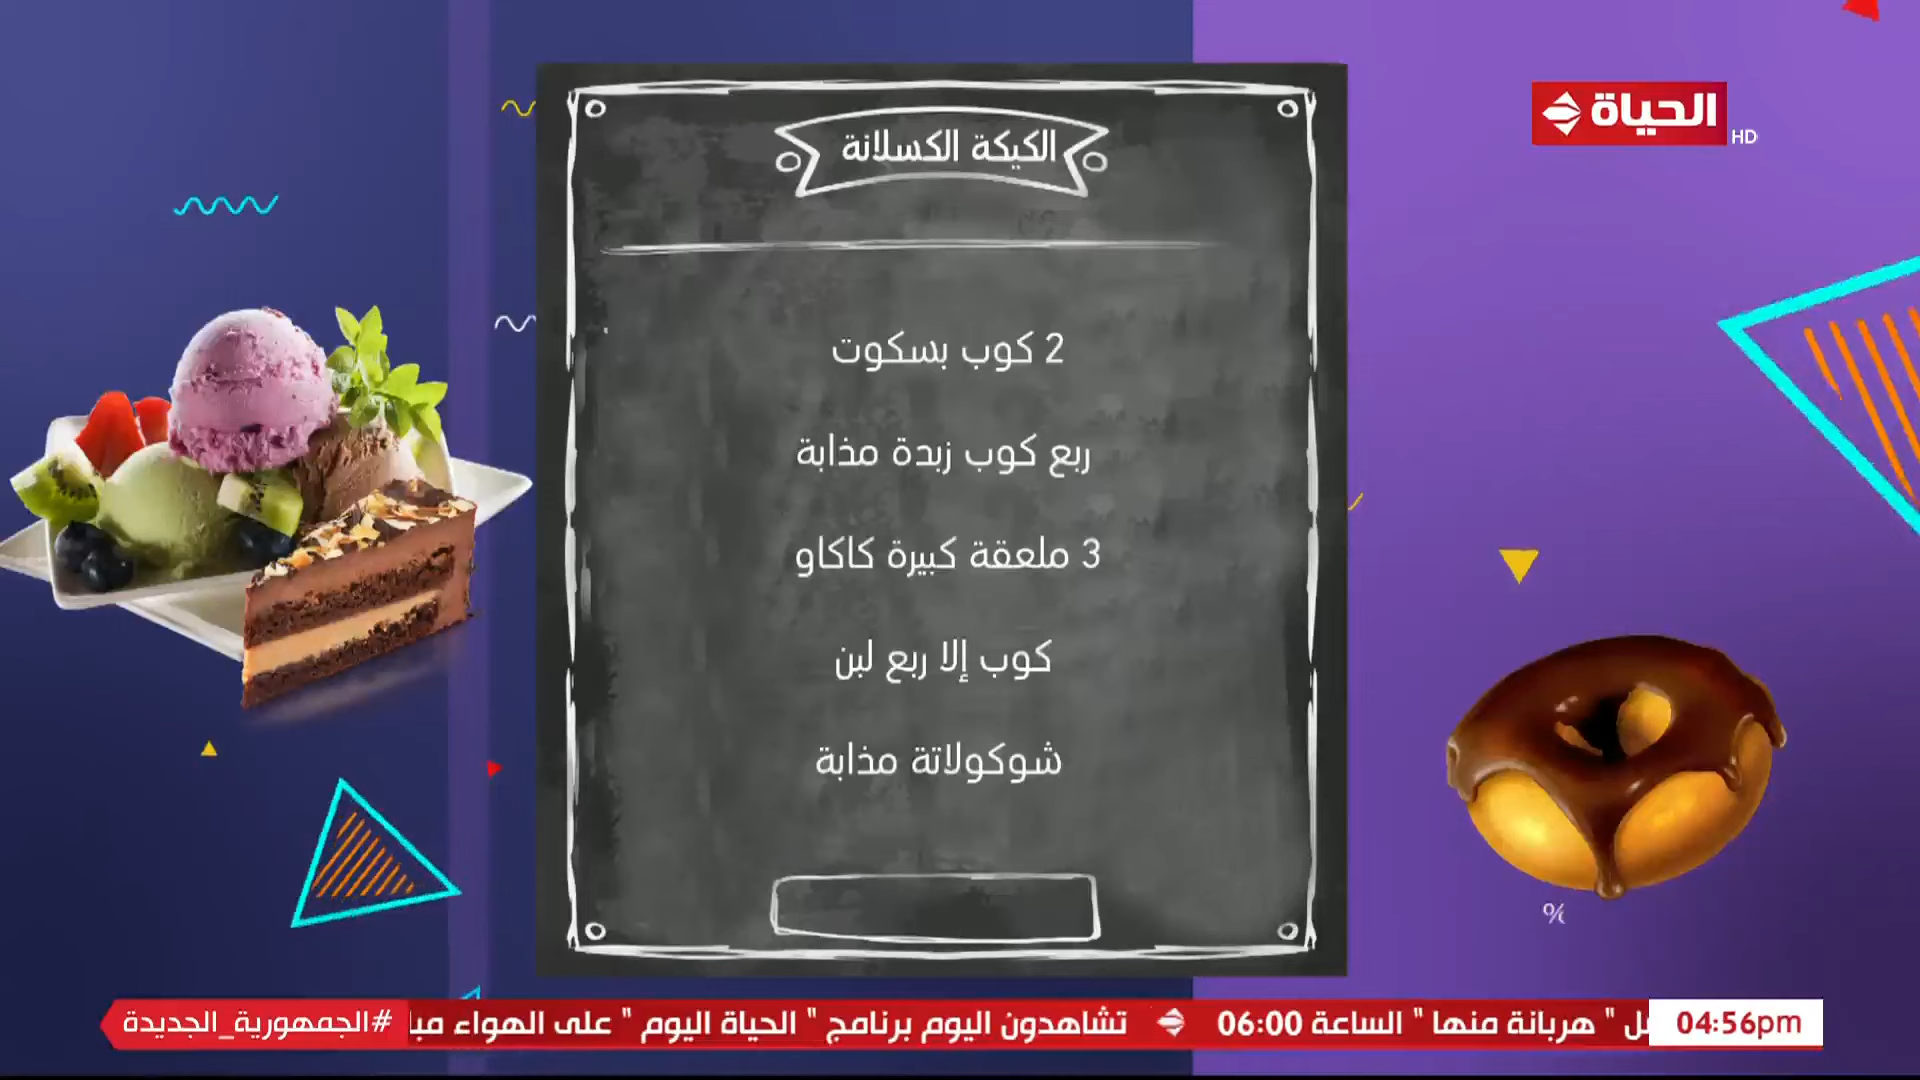 الحياة
HD
الكيكة الكسلانة
2 كوب بسكوت
ربع كوب زبدة مذابة
3 ملعقة كبيرة كاكاو
كوب إلا ربع لبن
شوكولاتة مذابة
%
04:56pm
" هربانة منها " الساعة 06:00 تشاهدون اليوم برنامج " الحياة اليوم " على الهواء
#الجمهورية_الجديدة